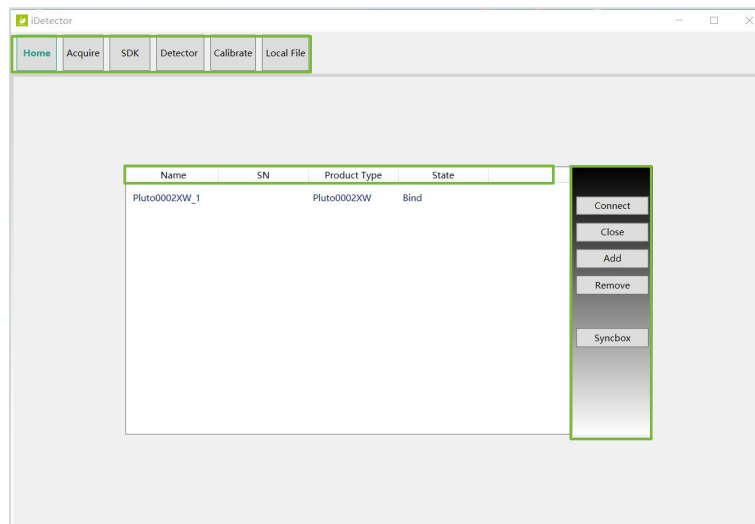 iDetector
Home Acquire SDK Detector Calibrate Local File
Name SN Product Type State
Pluto0002XW_1 Pluto0002XW Bind
Connect
Close
Add
Remove
Syncbox